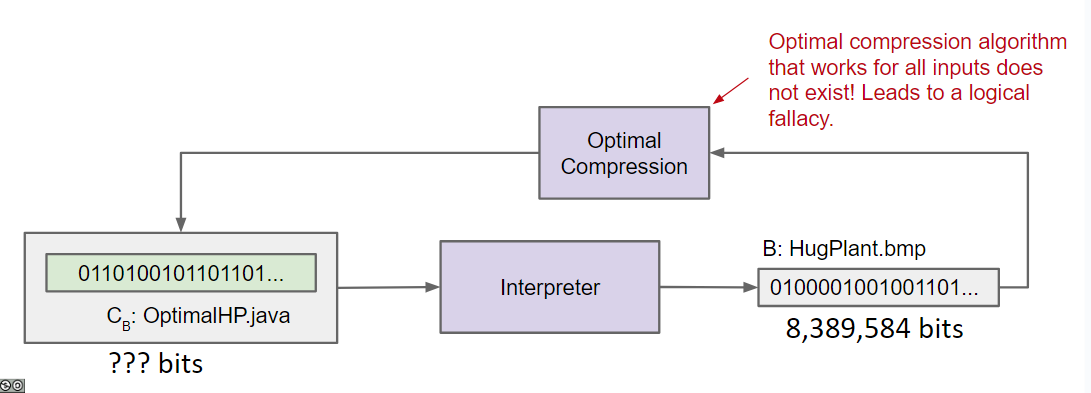 Optimal compression algorithm
that works for all inputs does
not exist! Leads to a logical
fallacy.
Optimal
Compression
0110100101101101...
C_B: OptimalHP.java
??? bits
Interpreter
B: HugPlant.bmp
0100001001001101...
8,389,584 bits